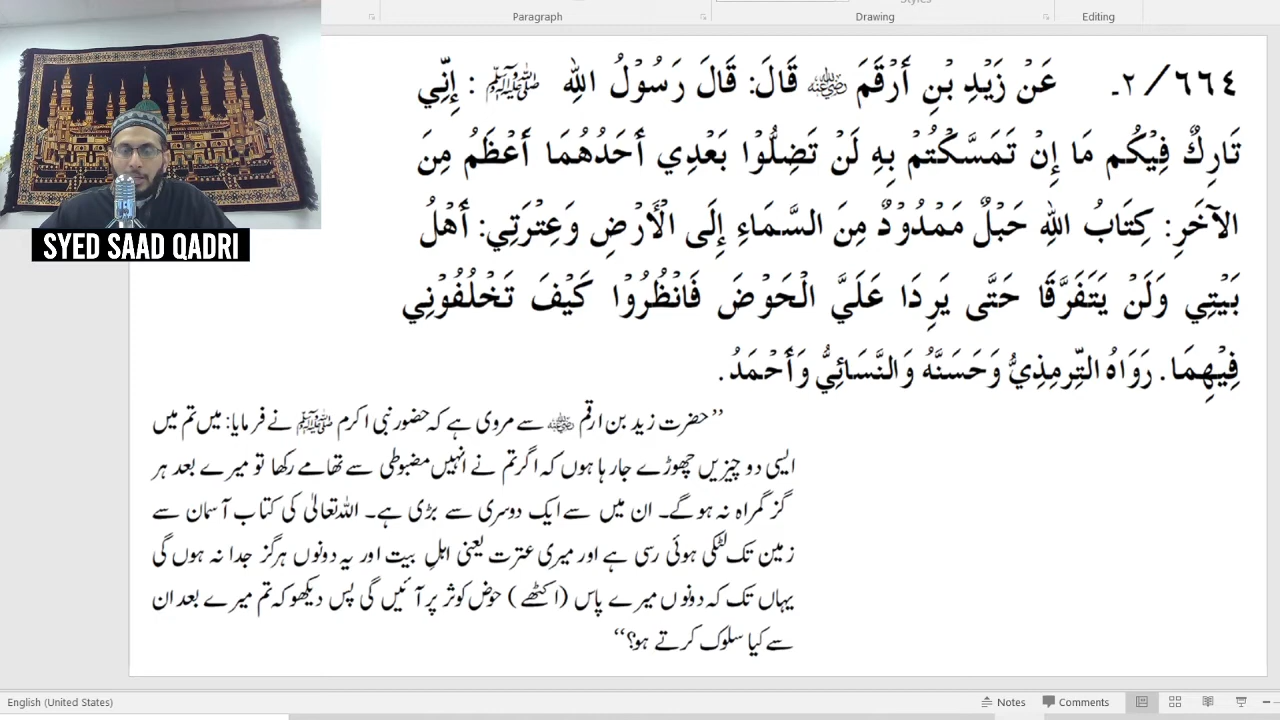 Styles
Paragraph
Drawing
Editing
SYED SAAD QADRI
٦٦٤/٢۔ عَنْ زَيْدِ بْنِ أَرْقَمَ رضي الله عنه قَالَ: قَالَ رَسُوْلُ اللهِ ﷺ : إِنِّي
تَارِكٌ فِيْكُم مَا إِنْ تَمَسَّكْتُمْ بِهِ لَنْ تَضِلُّوْا بَعْدِي أَحَدُهُمَا أَعْظَمُ مِنَ
الآخَرِ: كِتَابُ اللهِ حَبْلٌ مَمْدُوْدٌ مِنَ السَّمَاءِ إِلَى الْأَرْضِ وَعِتْرَتِي: أَهْلُ
بَيْتِي وَلَنْ يَتَفَرَّقَا حَتَّى يَرِدَا عَلَيَّ الْحَوْضَ فَانْظُرُوْا كَيْفَ تَخْلُفُوْنِي
فِيْهِمَا. رَوَاهُ التِّرمِذِيُّ وَحَسَنَّهُ وَالنَّسَائِيُّ وَأَحْمَدُ.
’’حضرت زید بن ارقم رضی اللہ عنہ سے مروی ہے کہ حضور نبی اکرم ﷺ نے فرمایا: میں تم میں
ایسی دو چیزیں چھوڑے جا رہا ہوں کہ اگر تم نے انہیں مضبوطی سے تھامے رکھا تو میرے بعد ہر
گز گمراہ نہ ہوگے۔ ان میں سے ایک دوسری سے بڑی ہے۔ اللہ تعالیٰ کی کتاب آسمان سے
زمین تک لٹکی ہوئی رسی ہے اور میری عترت یعنی اہلِ بیت اور یہ دونوں ہرگز جدا نہ ہوں گی
یہاں تک کہ دونوں میرے پاس (اکٹھے) حوض کوثر پر آئیں گی پس دیکھو کہ تم میرے بعد ان
سے کیا سلوک کرتے ہو؟‘‘
English (United States)
Notes
Comments